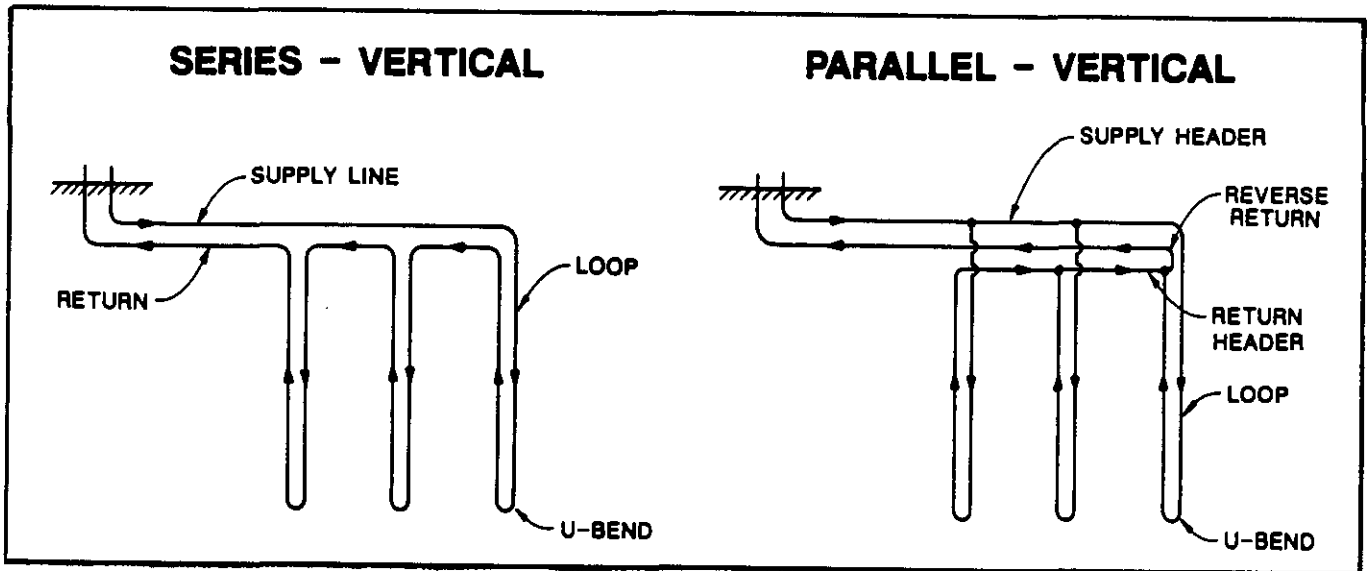 SERIES - VERTICAL
SUPPLY LINE
RETURN
LOOP
U-BEND
PARALLEL - VERTICAL
SUPPLY HEADER
REVERSE
RETURN
RETURN
HEADER
LOOP
U-BEND